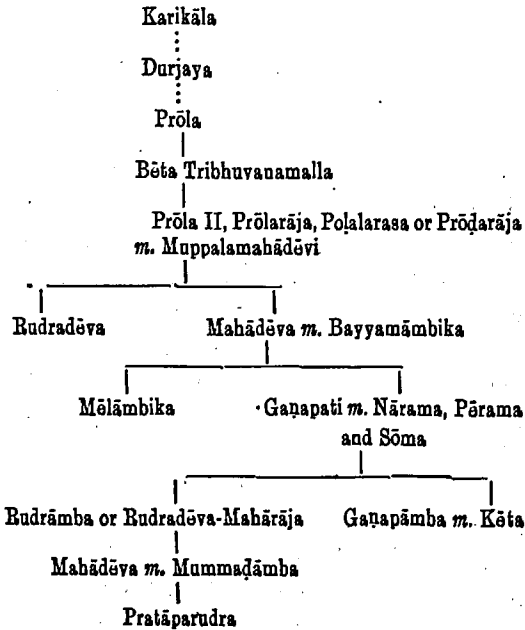 Karikāla
Durjaya
Prōla
Bēta Tribhuvanamalla
Prōla II, Prōlarāja, Poḷalarasa or Prōḍarāja
m. Muppalamahādēvi
Rudradēva Mahādēva m. Bayyamāmbika
Mēlāmbika Gaṇapati m. Nārama, Pērama
and Sōma
Rudrāmba or Rudradēva-Mahārāja Gaṇapāmba m. Kēta
Mahādēva m. Mummaḍāmba
Pratāparudra